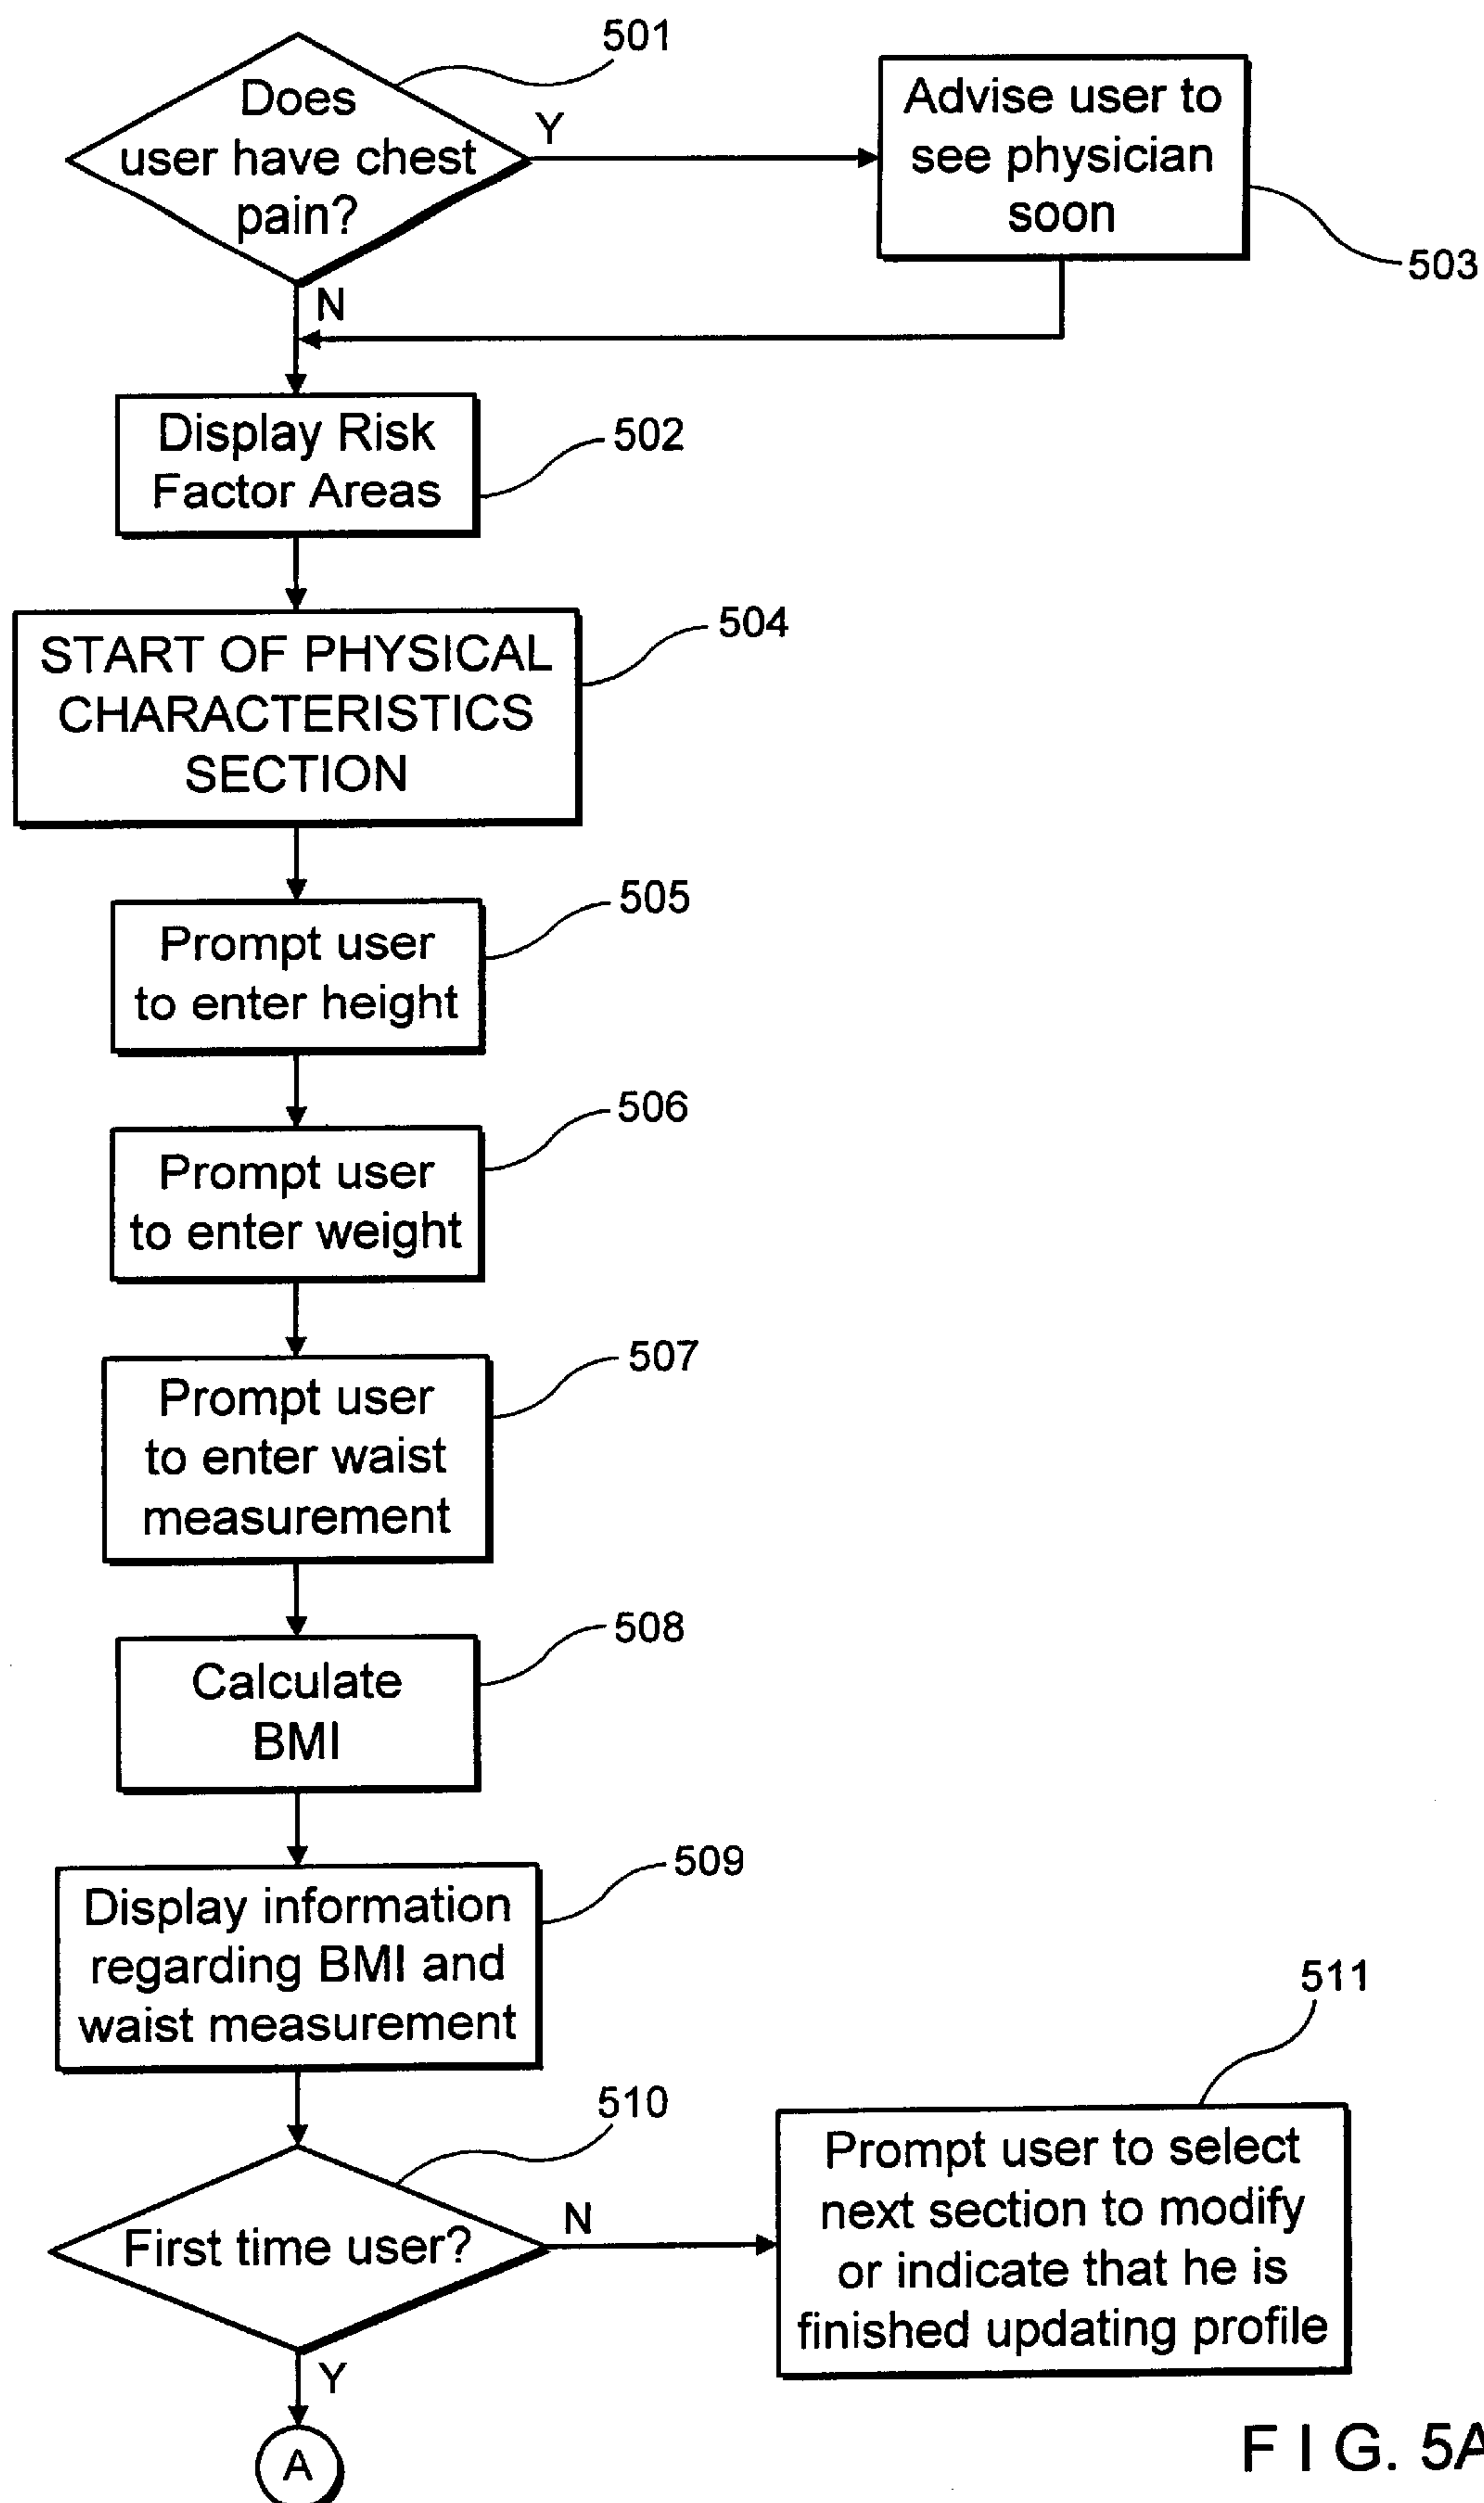 501
Does
user have chest
pain?
Y
Advise user to
see physician
soon
503
N
Display Risk
Factor Areas
502
START OF PHYSICAL
CHARACTERISTICS
SECTION
504
Prompt user
to enter height
505
Prompt user
to enter weight
506
Prompt user
to enter waist
measurement
507
Calculate
BMI
508
Display information
regarding BMI and
waist measurement
509
First time user?
510
N
Prompt user to select
next section to modify
or indicate that he is
finished updating profile
511
Y
A
FIG. 5A